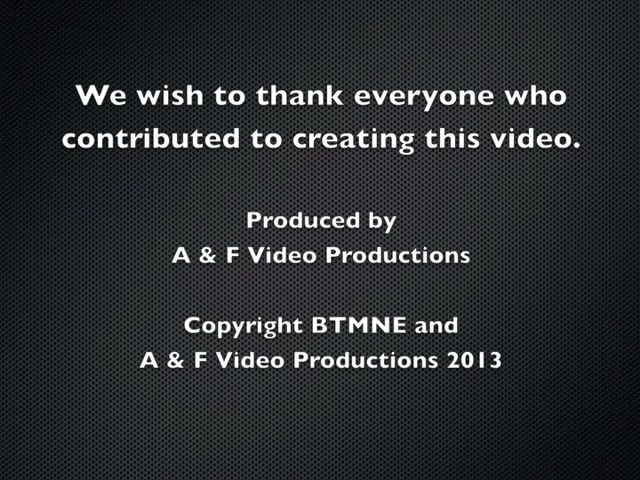 We wish to thank everyone who
contributed to creating this video.
Produced by
A & F Video Productions
Copyright BTMNE and
A & F Video Productions 2013